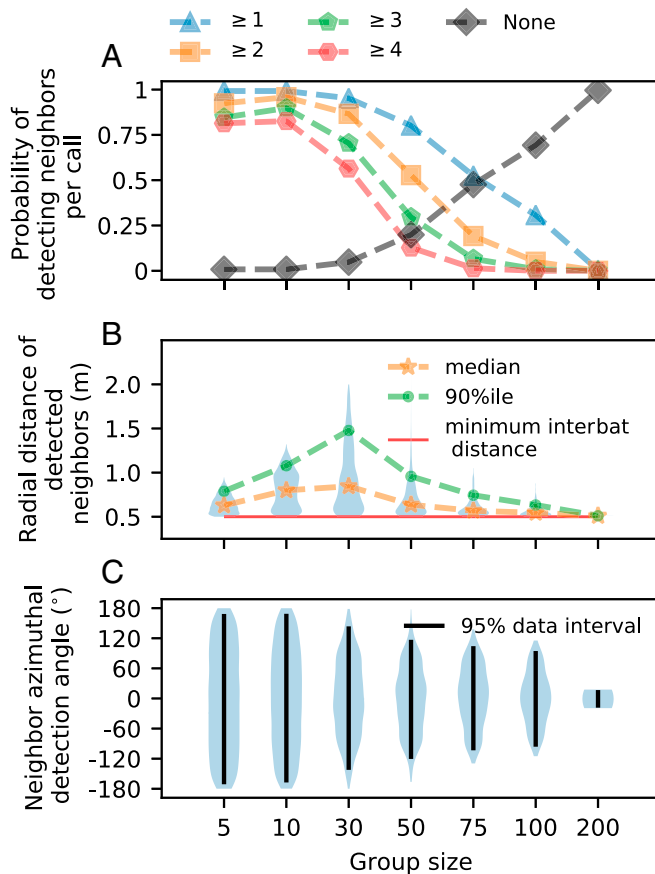 ≥ 1 ≥ 3 None
≥ 2 ≥ 4
A
Probability of
detecting neighbors
per call
1
0.75
0.5
0.25
0
B
Radial distance of
detected
neighbors (m)
2.0
1.5
1.0
0.5
median
90%ile
minimum interbat
distance
C
Neighbor azimuthal
detection angle (°)
180
120
60
0
-60
-120
-180
95% data interval
5 10 30 50 75 100 200
Group size